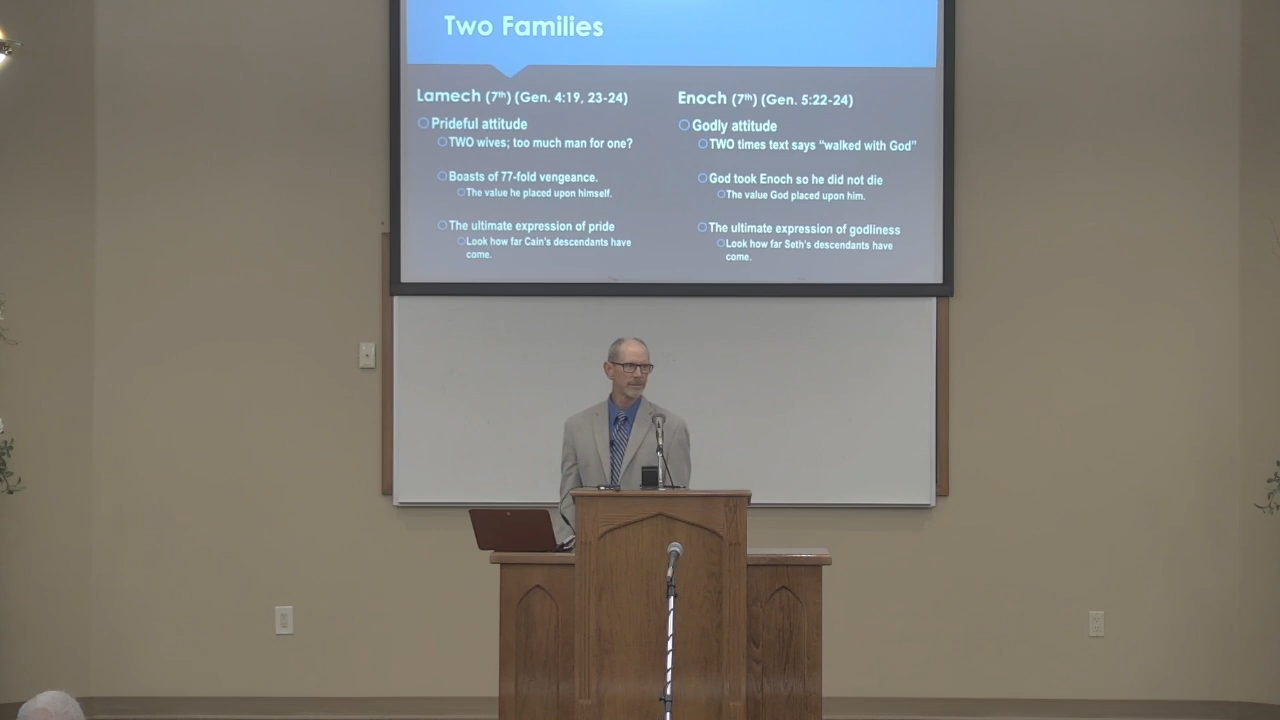 Two Families
Lamech (7th) (Gen. 4:19, 23-24)
Prideful attitude
TWO wives; too much man for one?
Boasts of 77-fold vengeance.
The value he placed upon himself.
The ultimate expression of pride
Look how far Cain's descendants have
come.
Enoch (7th) (Gen. 5:22-24)
Godly attitude
TWO times text says “walked with God”
God took Enoch so he did not die
The value God placed upon him.
The ultimate expression of godliness
Look how far Seth's descendants have
come.